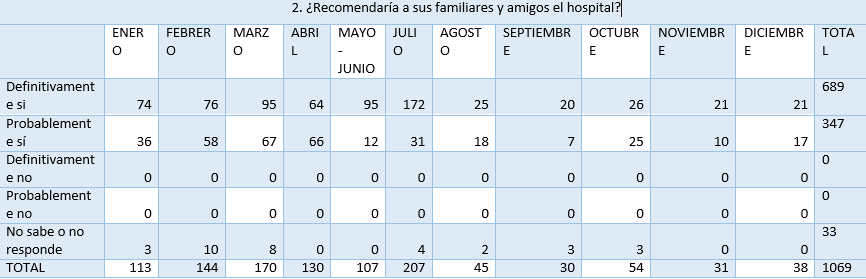 2. ¿Recomendaría a sus familiares y amigos el hospital?
ENERO FEBRERO MARZO ABRIL MAYO-JUNIO JULIO AGOSTO SEPTIEMBRE OCTUBRE NOVIEMBRE DICIEMBRE TOTAL
Definitivamente si 74 76 95 64 95 172 25 20 26 21 21 689
Probablemente sí 36 58 67 66 12 31 18 7 25 10 17 347
Definitivamente no 0 0 0 0 0 0 0 0 0 0 0 0
Probablemente no 0 0 0 0 0 0 0 0 0 0 0 0
No sabe o no responde 3 10 8 0 0 4 2 3 3 0 0 33
TOTAL 113 144 170 130 107 207 45 30 54 31 38 1069